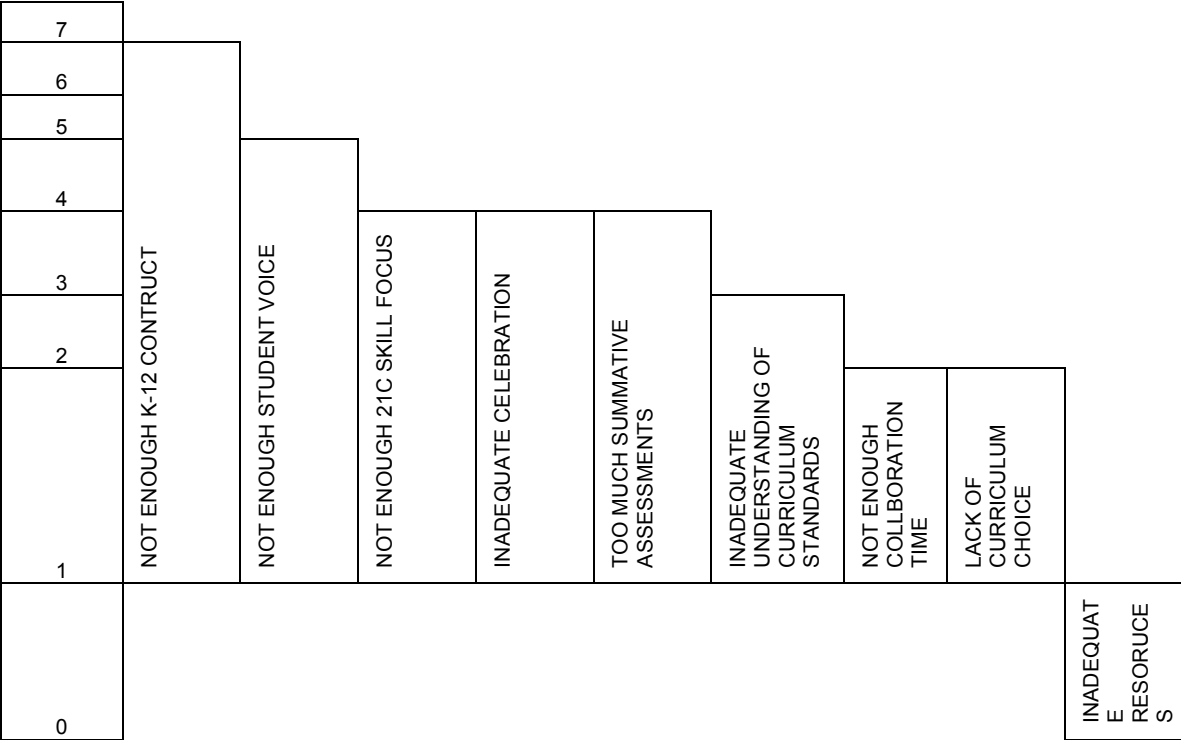 7
6
5
4
3
2
1
0
NOT ENOUGH K-12 CONTRUCT
NOT ENOUGH STUDENT VOICE
NOT ENOUGH 21C SKILL FOCUS
INADEQUATE CELEBRATION
TOO MUCH SUMMATIVE
ASSESSMENTS
INADEQUATE
UNDERSTANDING OF
CURRICULUM
STANDARDS
NOT ENOUGH
COLLBORATION
TIME
LACK OF
CURRICULUM
CHOICE
INADEQUAT
E
RESORUCE
S